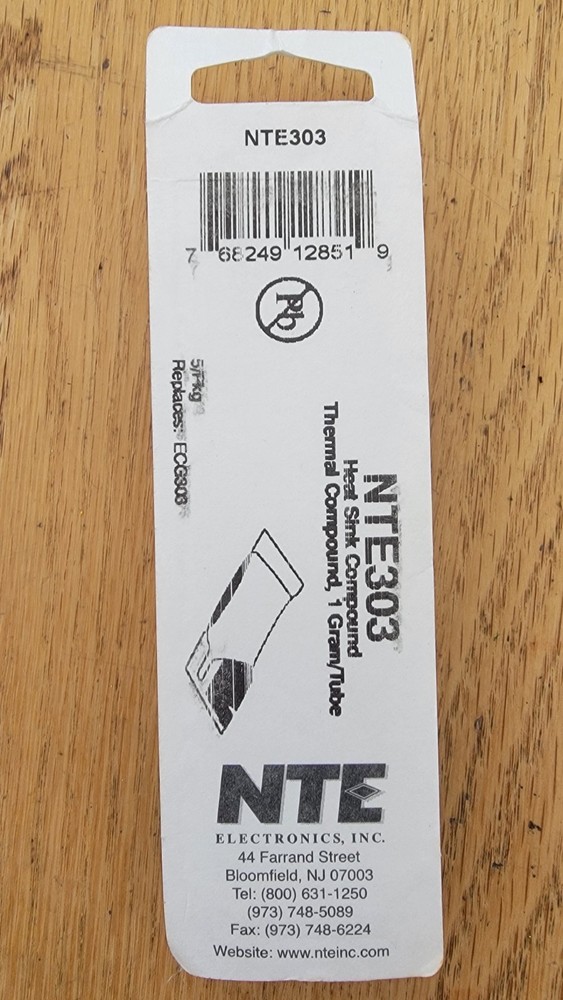 NTE303
7 68249 12851 9
Pb
NTE303
Heat Sink Compound
Thermal Compound, 1 Gram/Tube
5/Pkg
Replaces: ECG303
NTE
ELECTRONICS, INC.
44 Farrand Street
Bloomfield, NJ 07003
Tel: (800) 631-1250
(973) 748-5089
Fax: (973) 748-6224
Website: www.nteinc.com